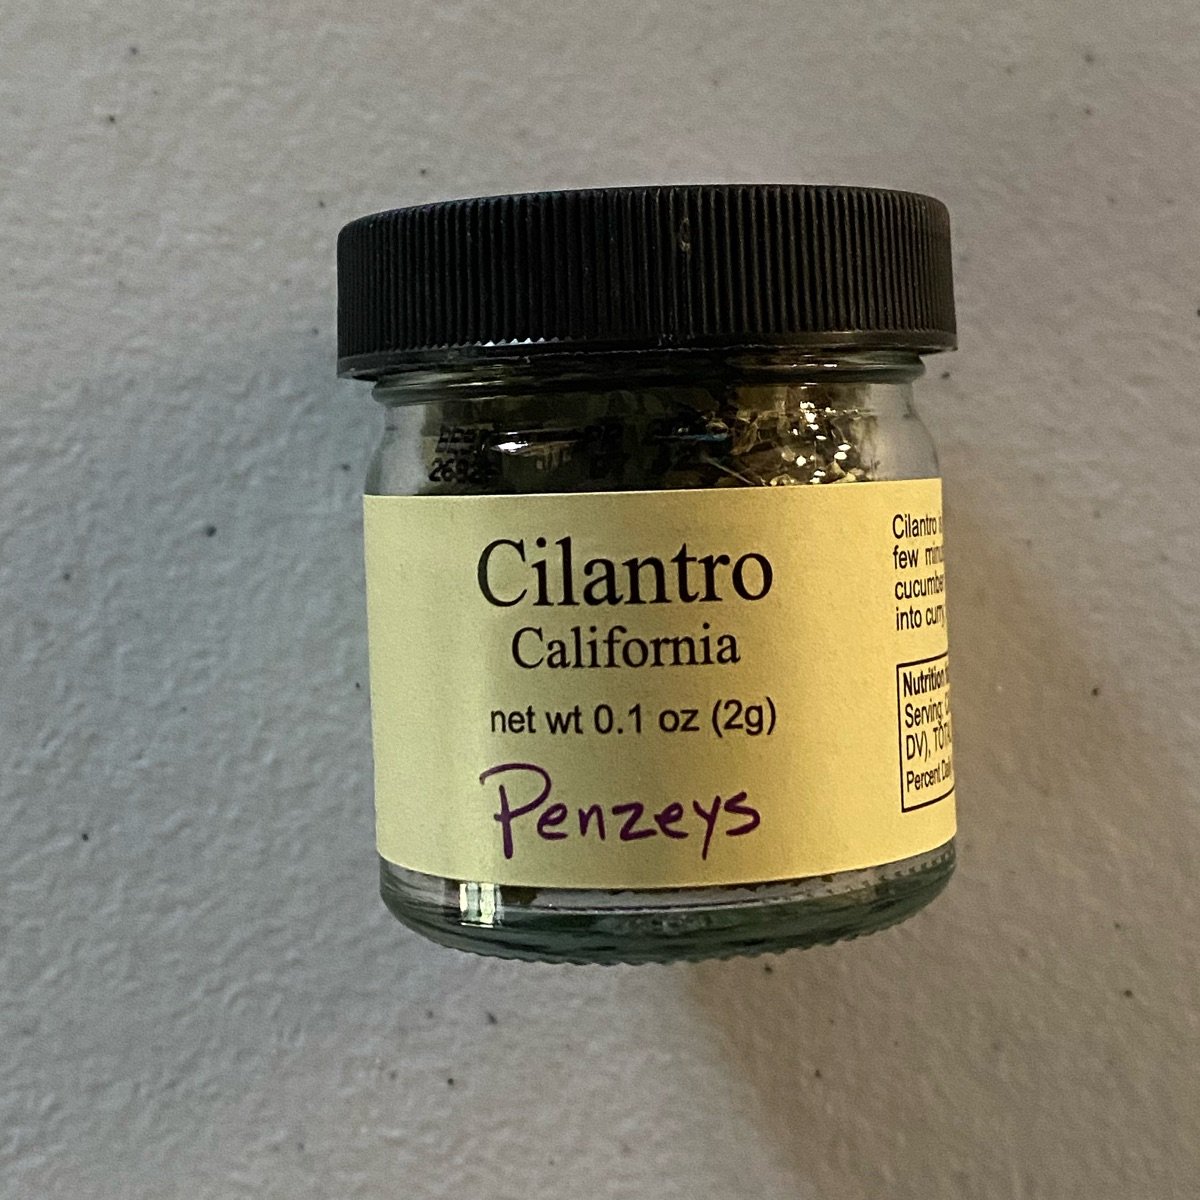 Cilantro
California
net wt 0.1 oz (2g)
Penzeys
Cilantro
few
cucumber
into curry
Nutrition
Serving
DV),
Percent